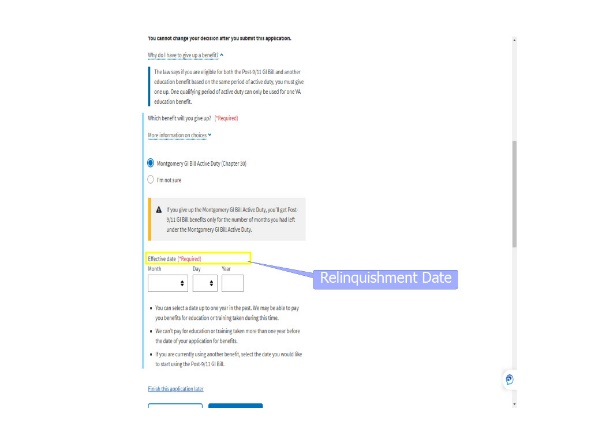 You cannot change your decision after you submit this application.
Why do I have to give up a benefit?
The law says if you are eligible for both the Post-9/11 GI Bill and another
education benefit based on the same period of active duty, you must give
one up. One qualifying period of active duty can only be used for one VA
education benefit.
Which benefit will you give up? (*Required)
More information on choices
Montgomery GI Bill Active Duty (Chapter 30)
I'm not sure
If you give up the Montgomery GI Bill Active Duty, you'll get Post-
9/11 GI Bill benefits only for the number of months you had left
under the Montgomery GI Bill Active Duty.
Effective date (*Required)
Month Day Year
Relinquishment Date
• You can select a date up to one year in the past. We may be able to pay
you benefits for education or training taken during this time.
• We can't pay for education or training taken more than one year before
the date of your application for benefits.
• If you are currently using another benefit, select the date you would like
to start using the Post-9/11 GI Bill.
Finish this application later